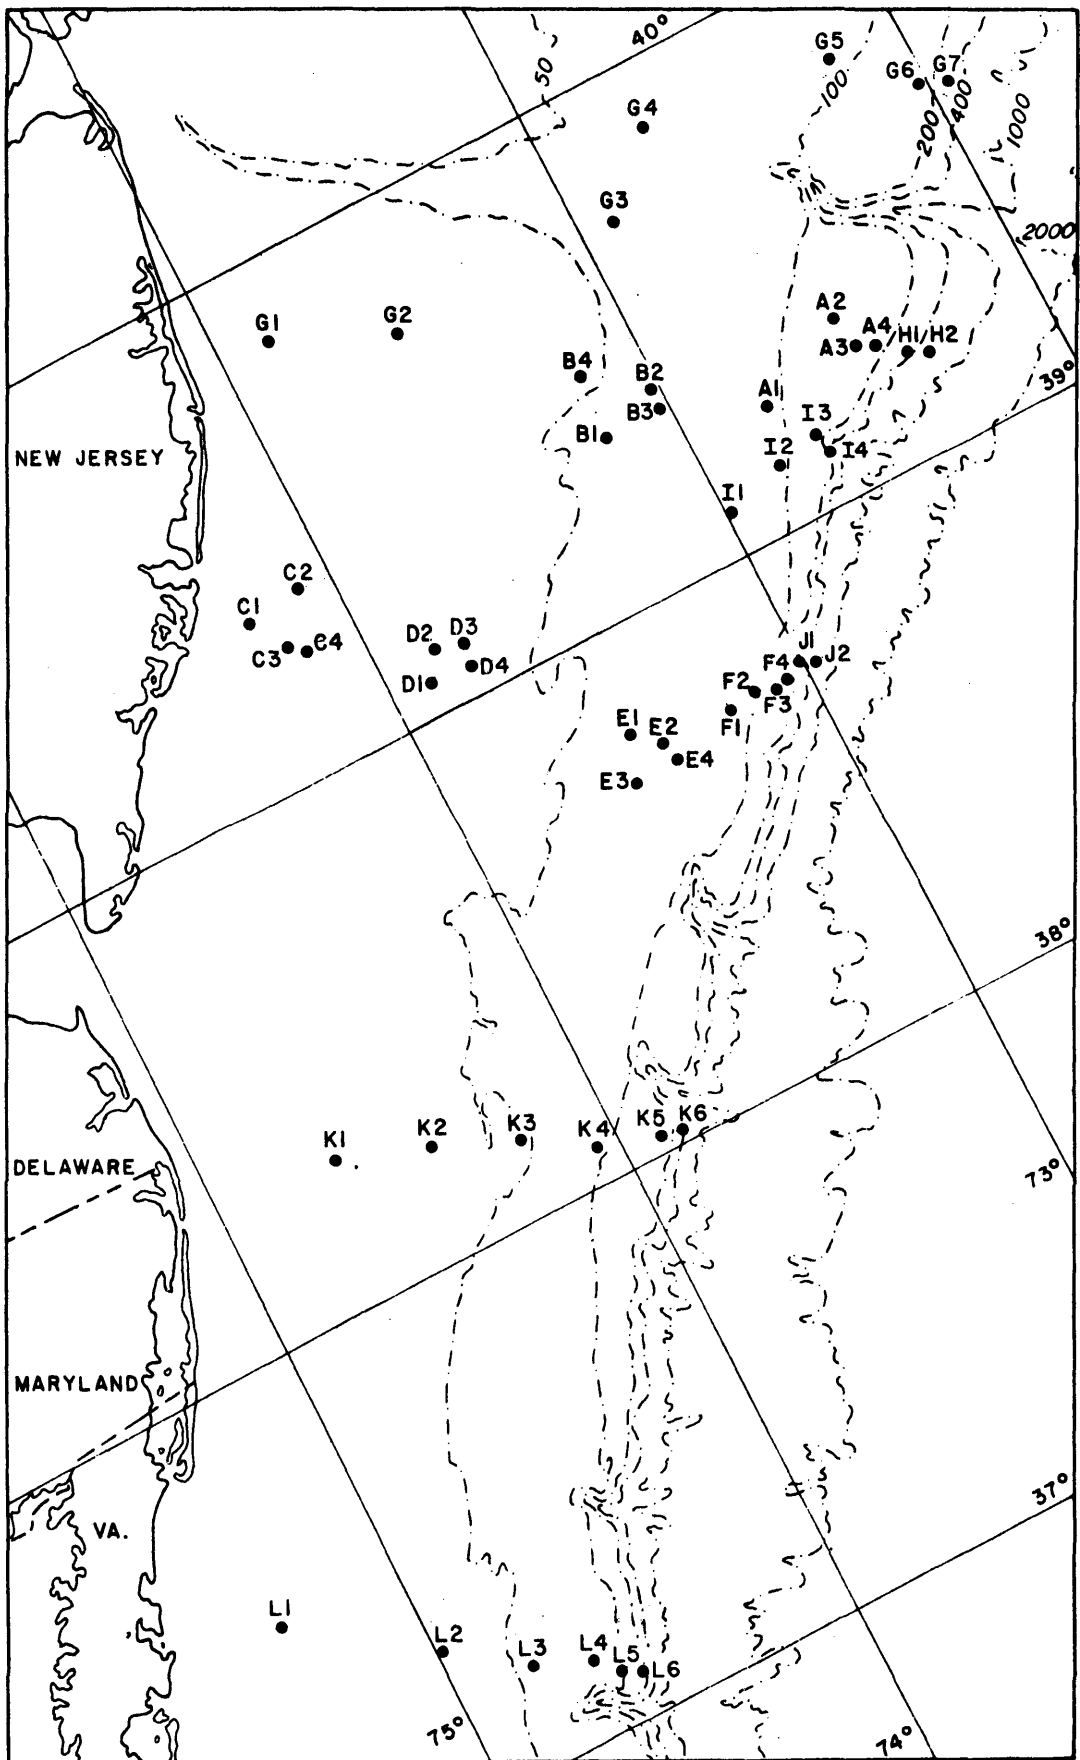 40°
G5
50
G6 G7
100
400
G4
200
1000
G3
2000
A2
G1
G2
A3
A4
H1/H2
B4
B2
39°
B3
A1
B1
I3
I2
I4
NEW JERSEY
I1
C2
C1
D2
D3
C3
C4
J1
J2
D4
F4
D1
F2
F3
E1
E2
F1
E4
E3
38°
K5
K6
K1
K2
K3
K4
DELAWARE
73°
MARYLAND
37°
VA.
L1
L2
L3
L4
L5
L6
75°
74°